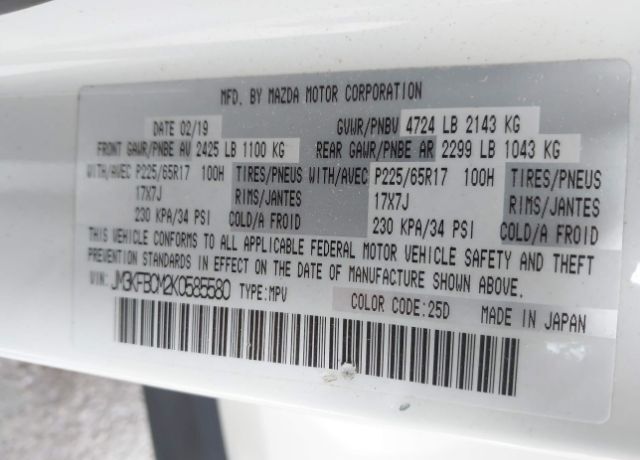 MFD. BY MAZDA MOTOR CORPORATION
DATE 02/19 GVWR/PNBV 4724 LB 2143 KG
FRONT GAWR/PNBE AV 2425 LB 1100 KG REAR GAWR/PNBE AR 2299 LB 1043 KG
WITH/AVEC P225/65R17 100H TIRES/PNEUS WITH/AVEC P225/65R17 100H TIRES/PNEUS
17X7J RIMS/JANTES 17X7J RIMS/JANTES
230 KPA/34 PSI COLD/A FROID 230 KPA/34 PSI COLD/A FROID
THIS VEHICLE CONFORMS TO ALL APPLICABLE FEDERAL MOTOR VEHICLE SAFETY AND THEFT
PREVENTION STANDARDS IN EFFECT ON THE DATE OF MANUFACTURE SHOWN ABOVE.
VIN: JM3KFBCM2K0585580 TYPE:MPV
COLOR CODE:25D MADE IN JAPAN